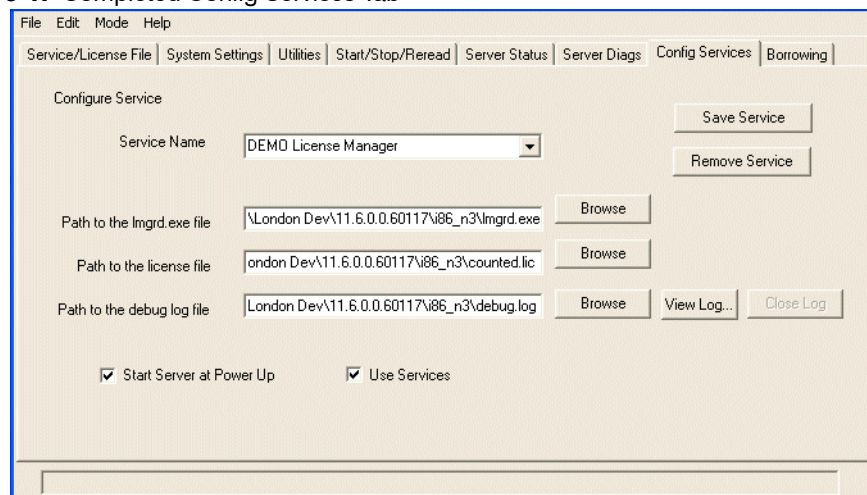 Completed Config Services Tab
File Edit Mode Help
Service/License File System Settings Utilities Start/Stop/Reread Server Status Server Diags Config Services Borrowing
Configure Service
Save Service
Service Name DEMO License Manager
Remove Service
Path to the lmgrd.exe file \London Dev\11.6.0.0.60117\i86_n3\lmgrd.exe Browse
Path to the license file ondon Dev\11.6.0.0.60117\i86_n3\counted.lic Browse
Path to the debug log file London Dev\11.6.0.0.60117\i86_n3\debug.log Browse View Log... Close Log
Start Server at Power Up Use Services